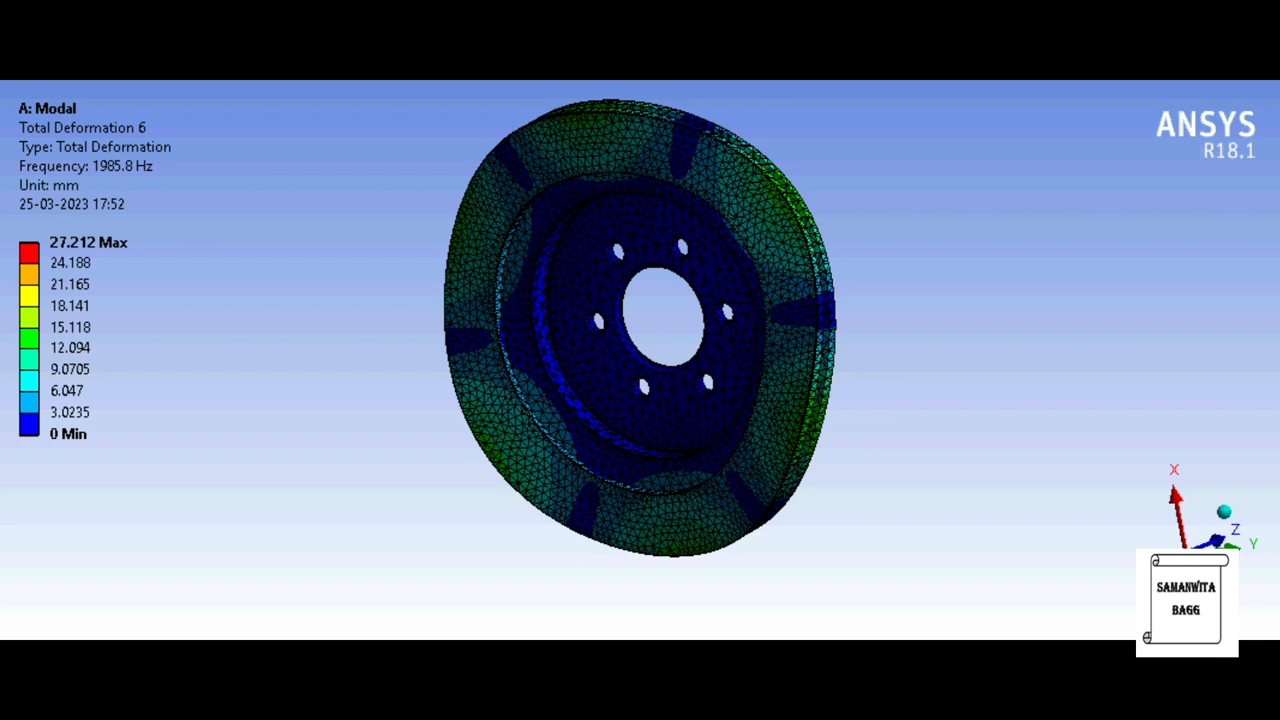 A: Modal
Total Deformation 6
Type: Total Deformation
Frequency: 1985.8 Hz
Unit: mm
25-03-2023 17:52
27.212 Max
24.188
21.165
18.141
15.118
12.094
9.0705
6.047
3.0235
0 Min
ANSYS
R18.1
X
Z
Y
SAMANWITA
BAGG